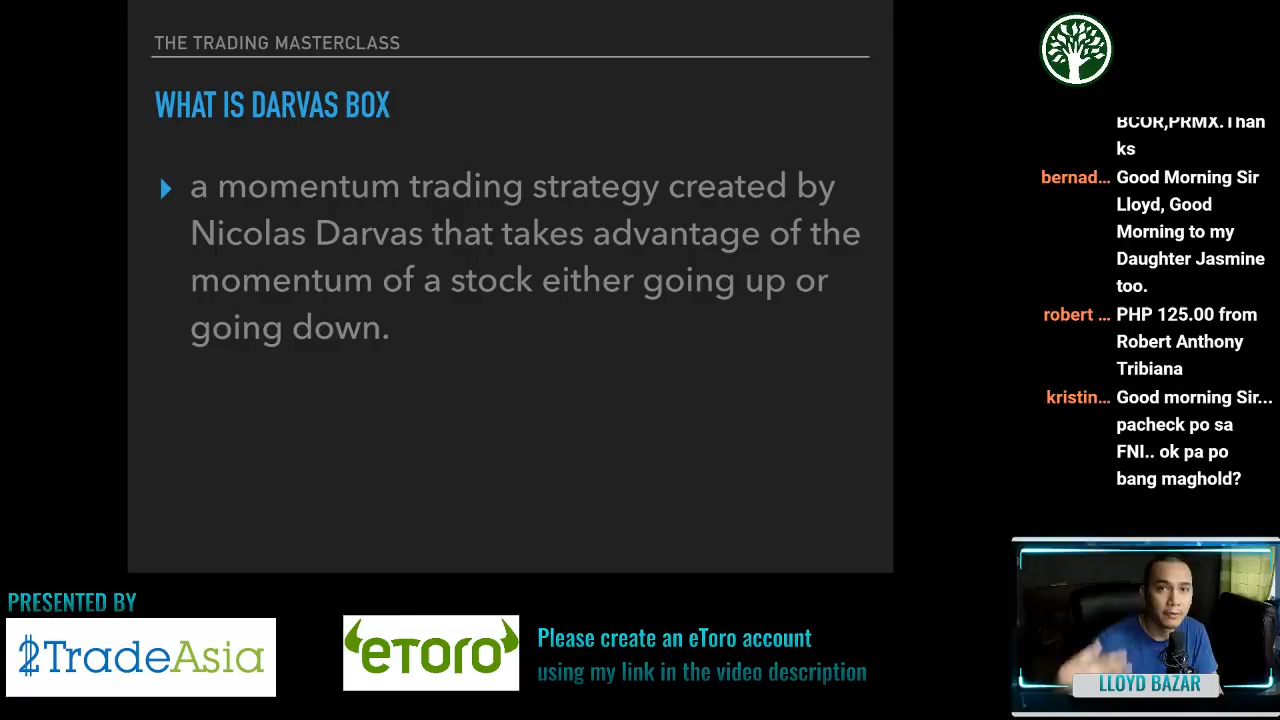 THE TRADING MASTERCLASS
WHAT IS DARVAS BOX
a momentum trading strategy created by
Nicolas Darvas that takes advantage of the
momentum of a stock either going up or
going down.
BCOR,PRMX.Than
ks
bernad... Good Morning Sir
Lloyd, Good
Morning to my
Daughter Jasmine
too.
robert ... PHP 125.00 from
Robert Anthony
Tribiana
kristin... Good morning Sir...
pacheck po sa
FNI.. ok pa po
bang maghold?
PRESENTED BY
2TradeAsia
eToro
Please create an eToro account
using my link in the video description
LLOYD BAZAR